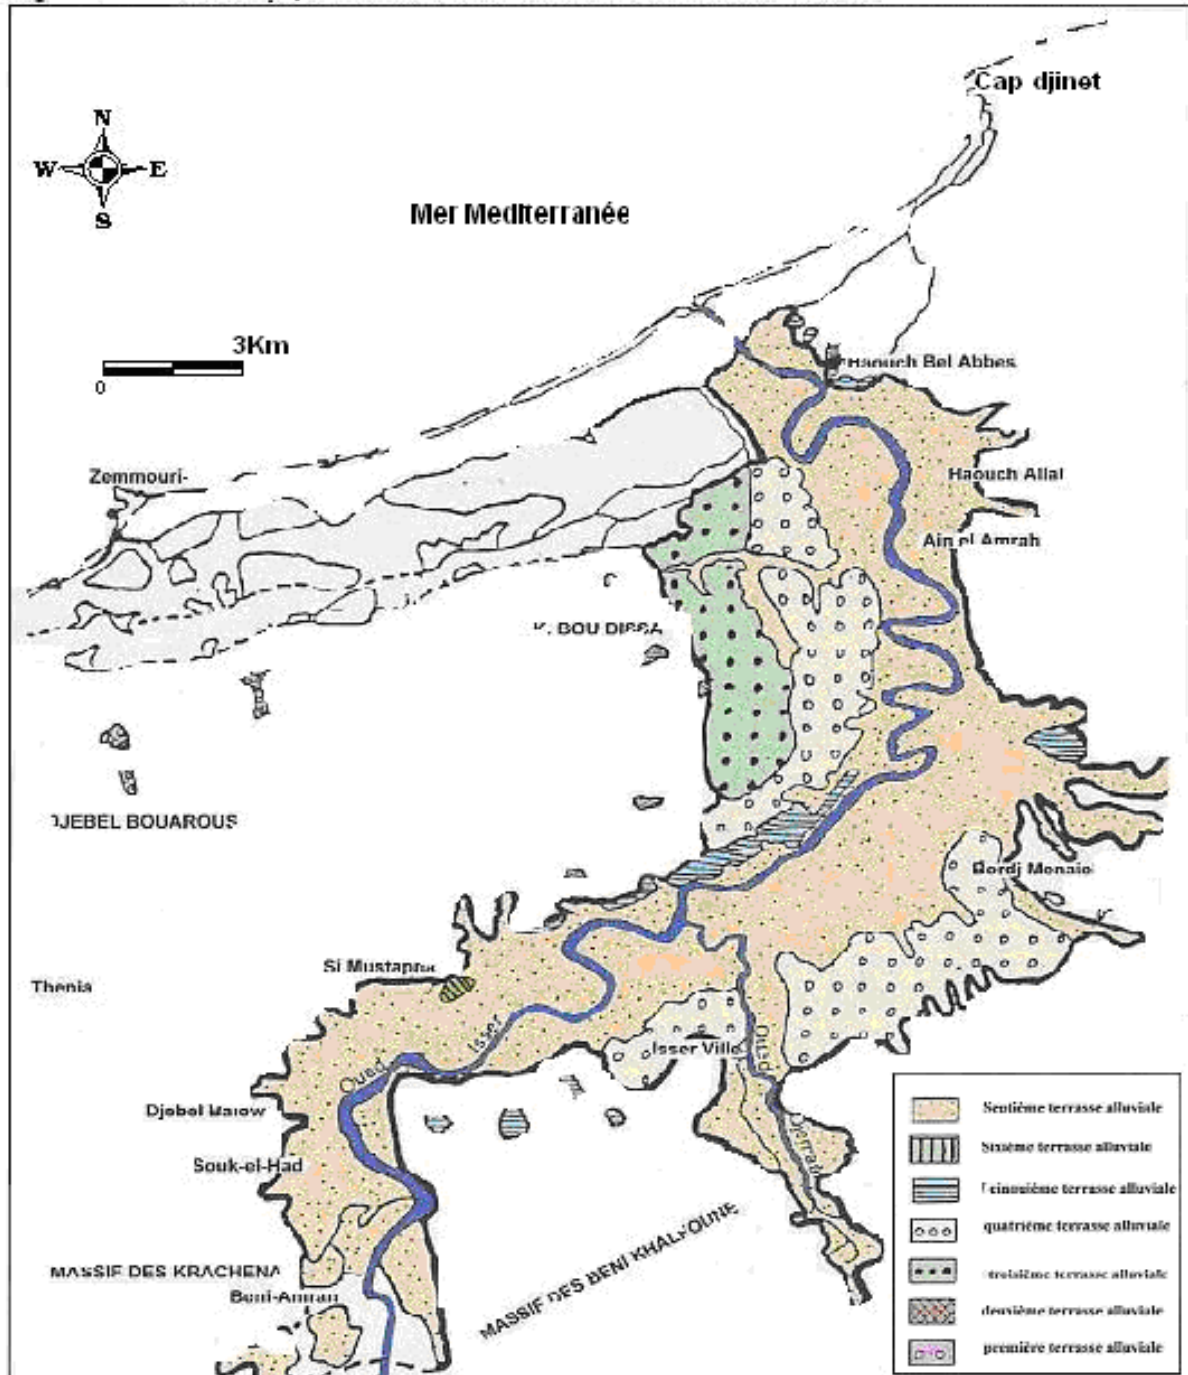 Cap djinet
N
W E
S
Mer Mediterranée
3Km
0
Haouch Bel Abbes
Zemmouri-
Haouch Allal
Ain el Amrah
K. BOU DISSA
DJEBEL BOUAROUS
Bordj Menaiel
Si Mustapha
Thenia
Isser Ville
Oued Isser
Oued Djemah
Djebel
Souk-el-Had
MASSIF DES KRACHENA
Beni-Amran
MASSIF DES BENI KHALFOUNE
Septième terrasse alluviale
Sixième terrasse alluviale
cinquième terrasse alluviale
quatrième terrasse alluviale
troisième terrasse alluviale
deuxième terrasse alluviale
première terrasse alluviale